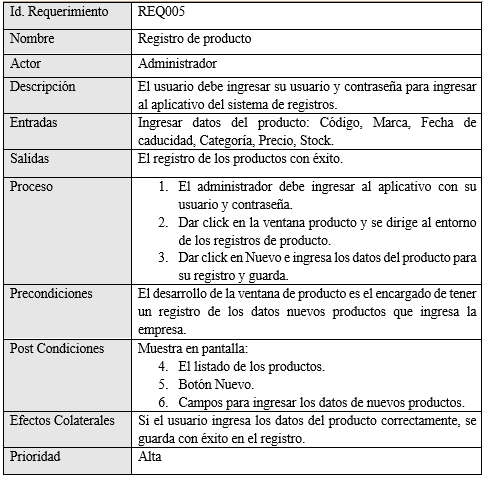 Id. Requerimiento REQ005
Nombre Registro de producto
Actor Administrador
Descripción El usuario debe ingresar su usuario y contraseña para ingresar
al aplicativo del sistema de registros.
Entradas Ingresar datos del producto: Código, Marca, Fecha de
caducidad, Categoría, Precio, Stock.
Salidas El registro de los productos con éxito.
Proceso 1. El administrador debe ingresar al aplicativo con su
usuario y contraseña.
2. Dar click en la ventana producto y se dirige al entorno
de los registros de producto.
3. Dar click en Nuevo e ingresa los datos del producto para
su registro y guarda.
Precondiciones El desarrollo de la ventana de producto es el encargado de tener
un registro de los datos nuevos productos que ingresa la
empresa.
Post Condiciones Muestra en pantalla:
4. El listado de los productos.
5. Botón Nuevo.
6. Campos para ingresar los datos de nuevos productos.
Efectos Colaterales Si el usuario ingresa los datos del producto correctamente, se
guarda con éxito en el registro.
Prioridad Alta